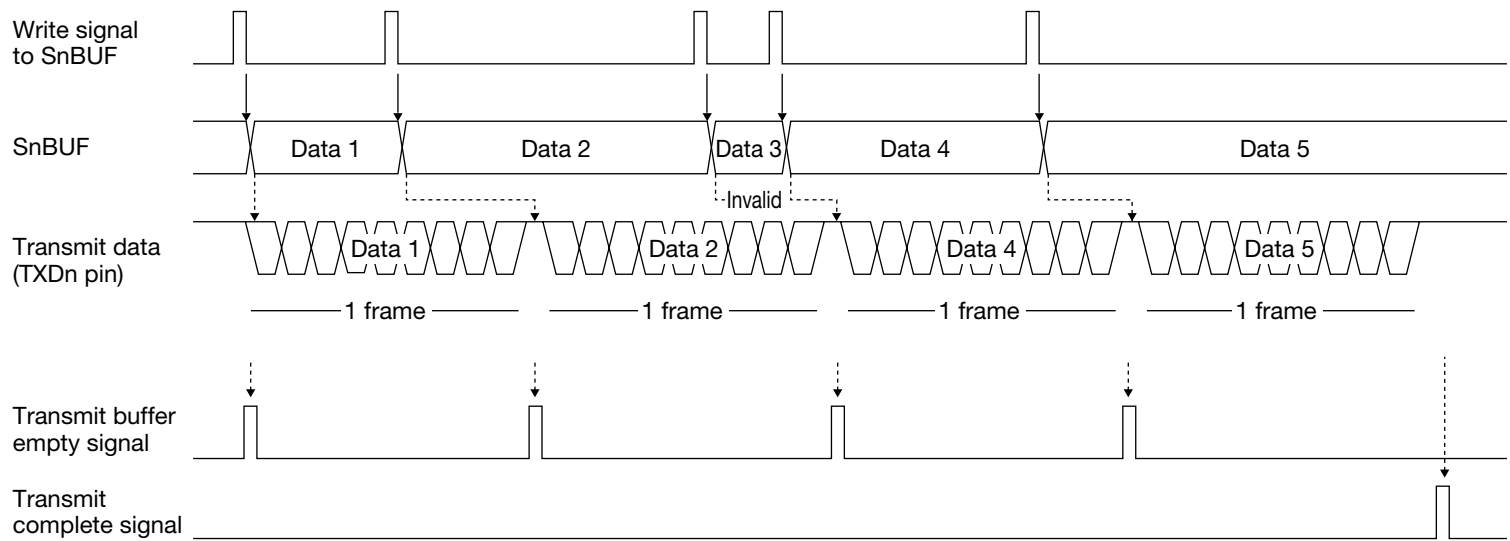 Write signal
to SnBUF
SnBUF
Data 1
Data 2
Data 3
Data 4
Data 5
Invalid
Transmit data
(TXDn pin)
Data 1
Data 2
Data 4
Data 5
1 frame
1 frame
1 frame
1 frame
Transmit buffer
empty signal
Transmit
complete signal